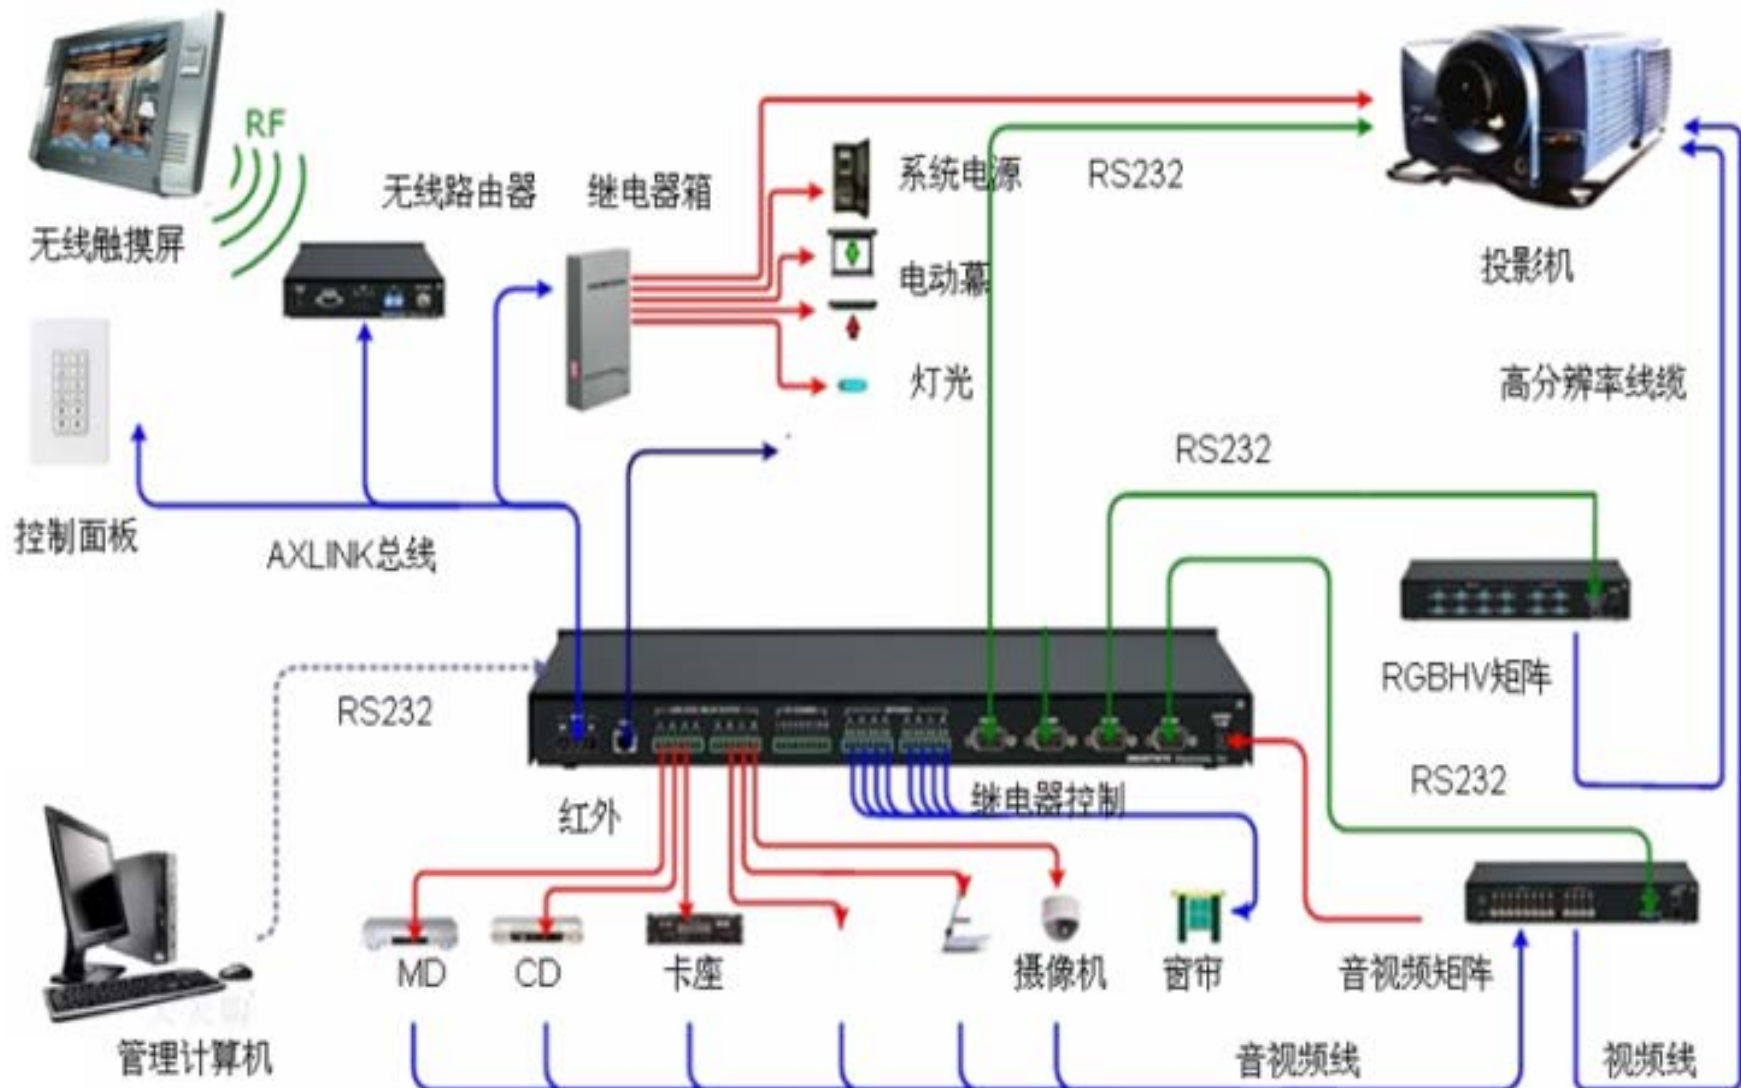 RF
无线触摸屏
无线路由器
继电器箱
系统电源
RS232
投影机
电动幕
灯光
高分辨率线缆
控制面板
AXLINK总线
RS232
RGBHV矩阵
RS232
RS232
红外
继电器控制
MD
CD
卡座
摄像机
窗帘
音视频矩阵
管理计算机
音视频线
视频线